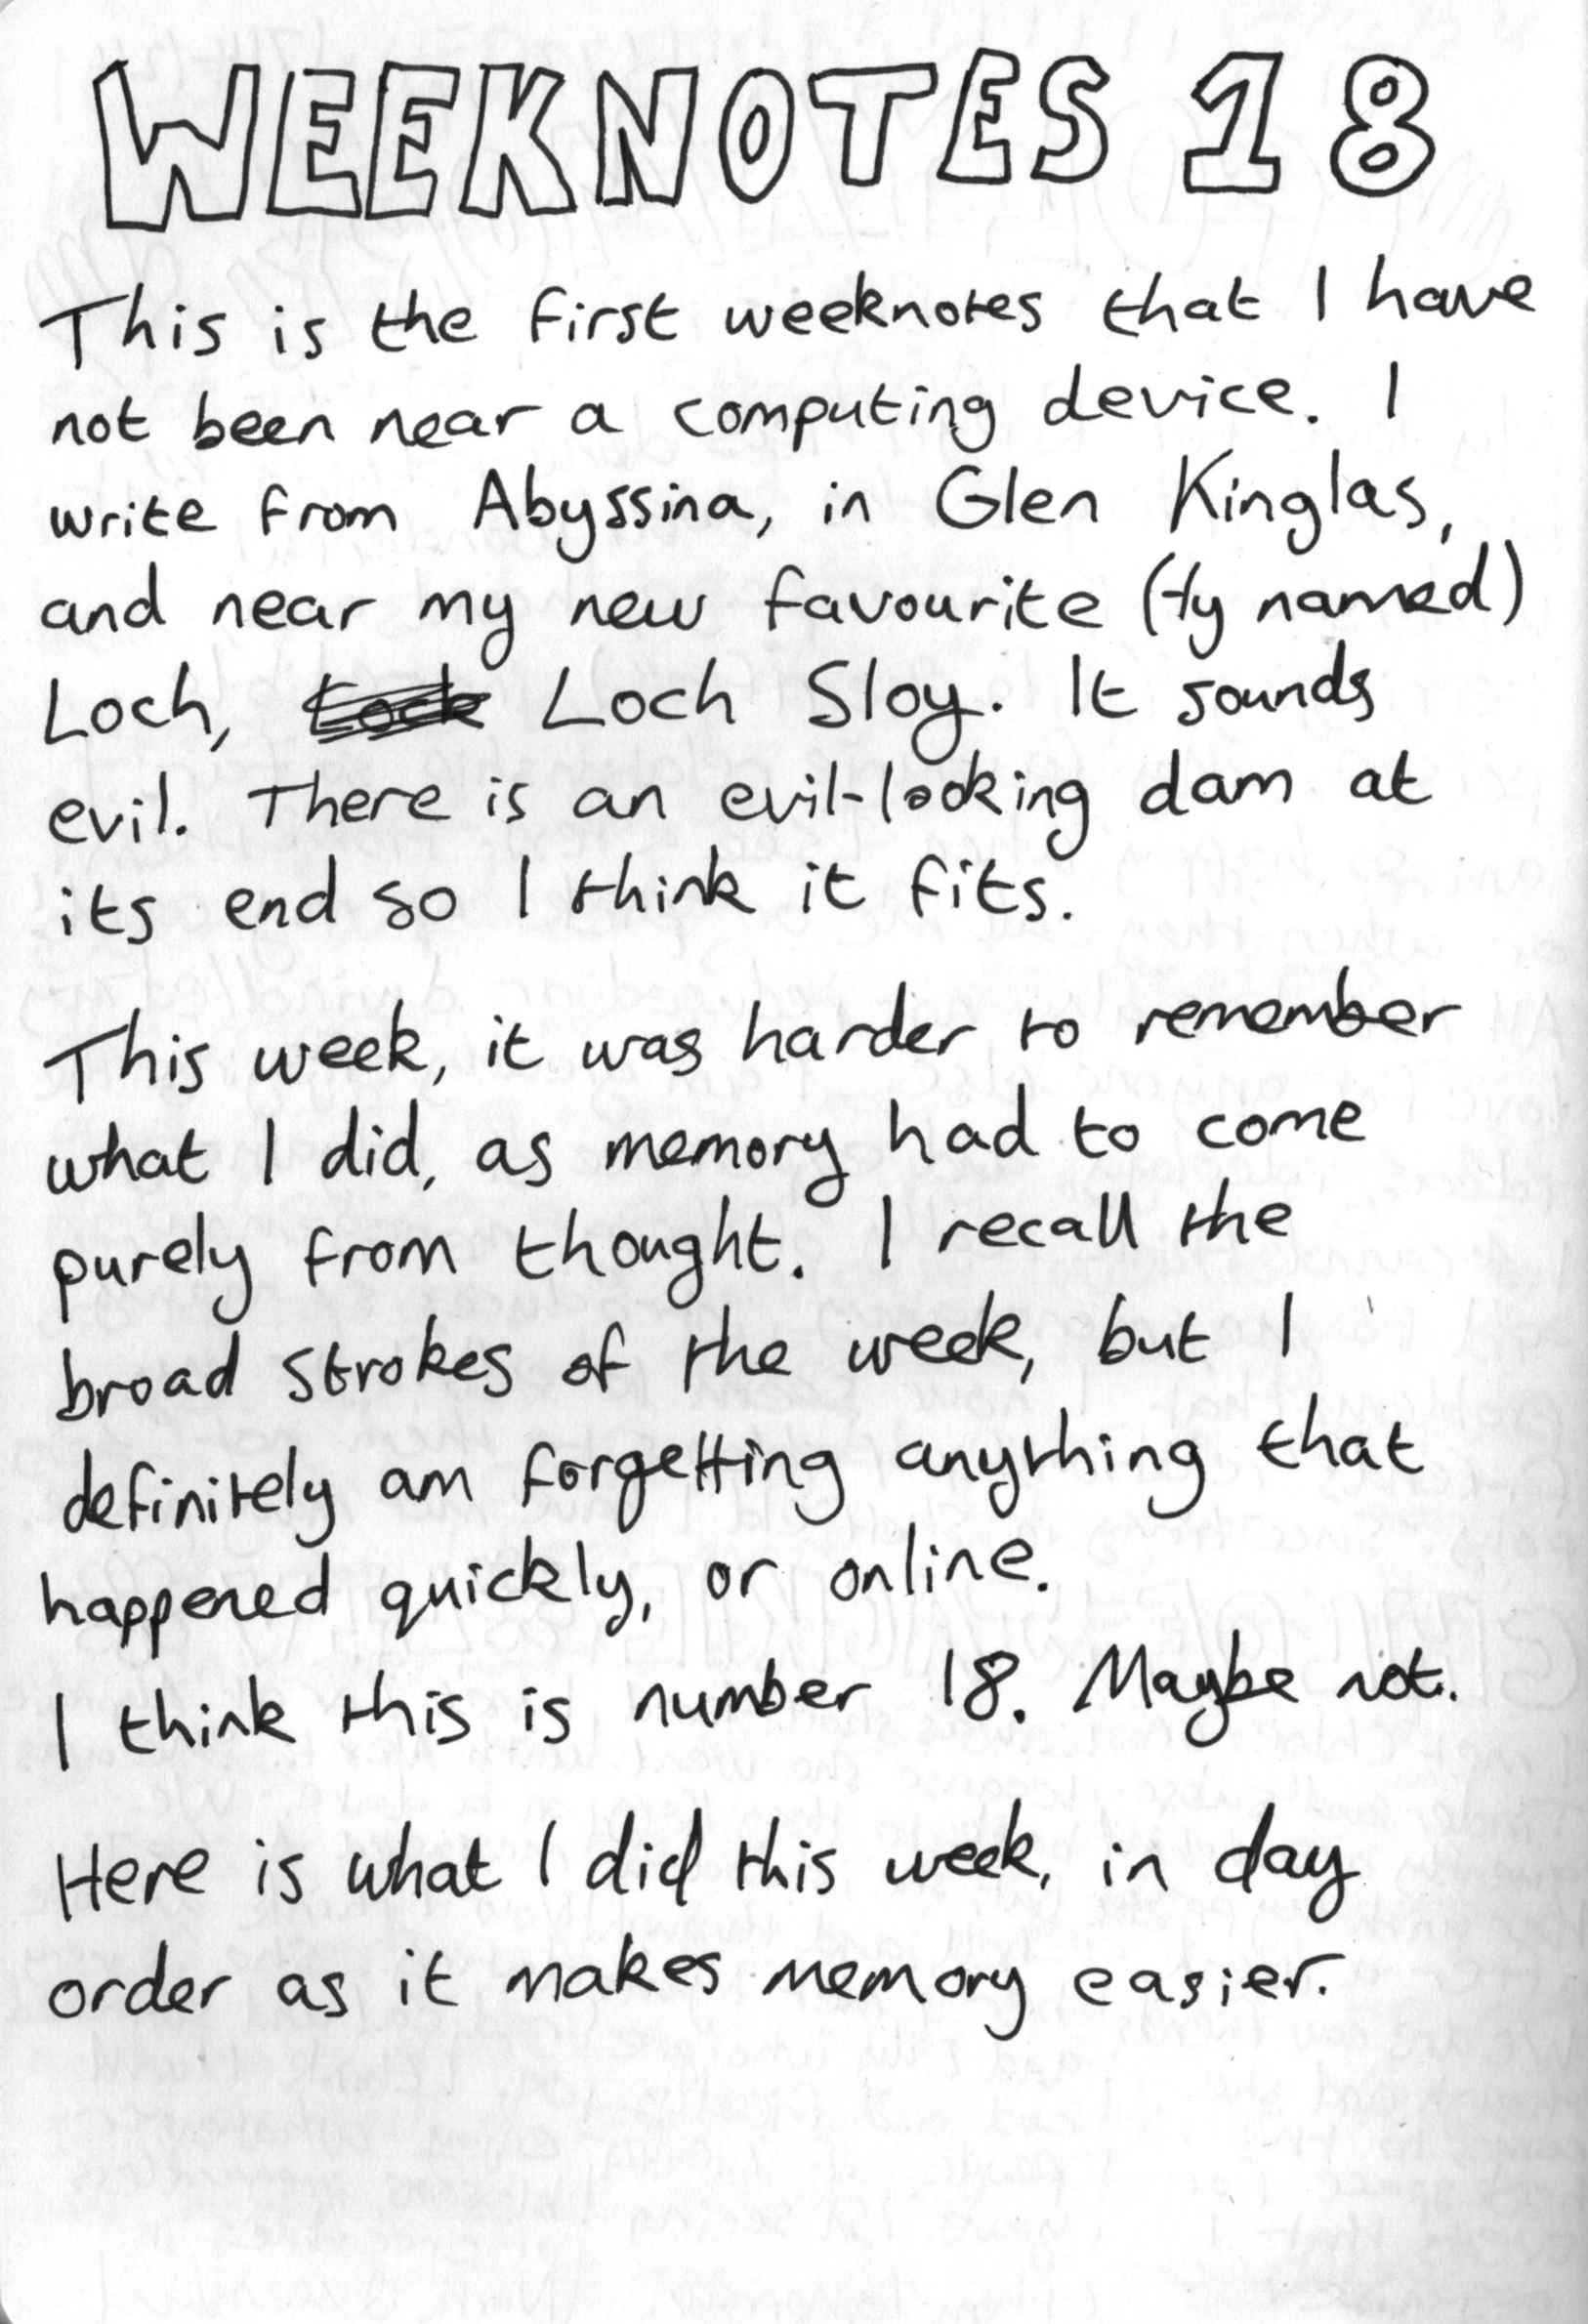 WEEKNOTES 18
This is the first weeknotes that I have
not been near a computing device. I
write from Abyssina, in Glen Kinglas,
and near my new favourite (ly named)
Loch, Loch Sloy. It sounds
evil. There is an evil-looking dam at
its end so I think it fits.
This week, it was harder to remember
what I did, as memory had to come
purely from thought. I recall the
broad strokes of the week, but I
definitely am forgetting anything that
happened quickly, or online.
I think this is number 18. Maybe not.
Here is what I did this week, in day
order as it makes memory easier.